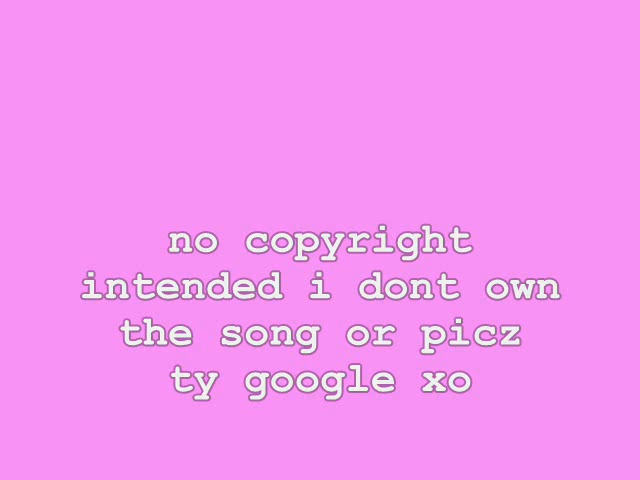 no copyright
intended i dont own
the song or picz
ty google xo